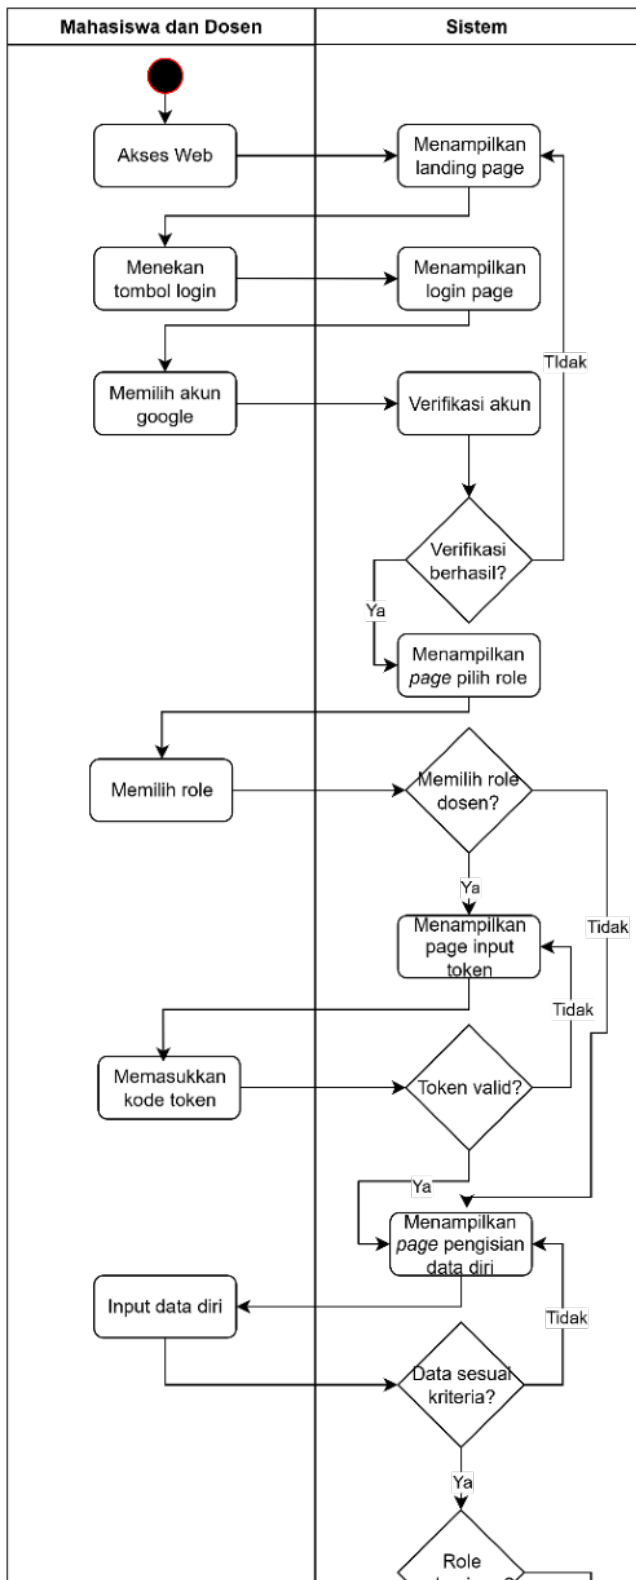 Mahasiswa dan Dosen
Sistem
Akses Web
Menampilkan
landing page
Menekan
tombol login
Menampilkan
login page
TIdak
Memilih akun
google
Verifikasi akun
Verifikasi
berhasil?
Ya
Menampilkan
page pilih role
Memilih role
Memilih role
dosen?
Ya
Menampilkan
page input
token
Tidak
Tidak
Memasukkan
kode token
Token valid?
Ya
Menampilkan
page pengisian
data diri
Input data diri
Tidak
Data sesuai
kriteria?
Ya
Role